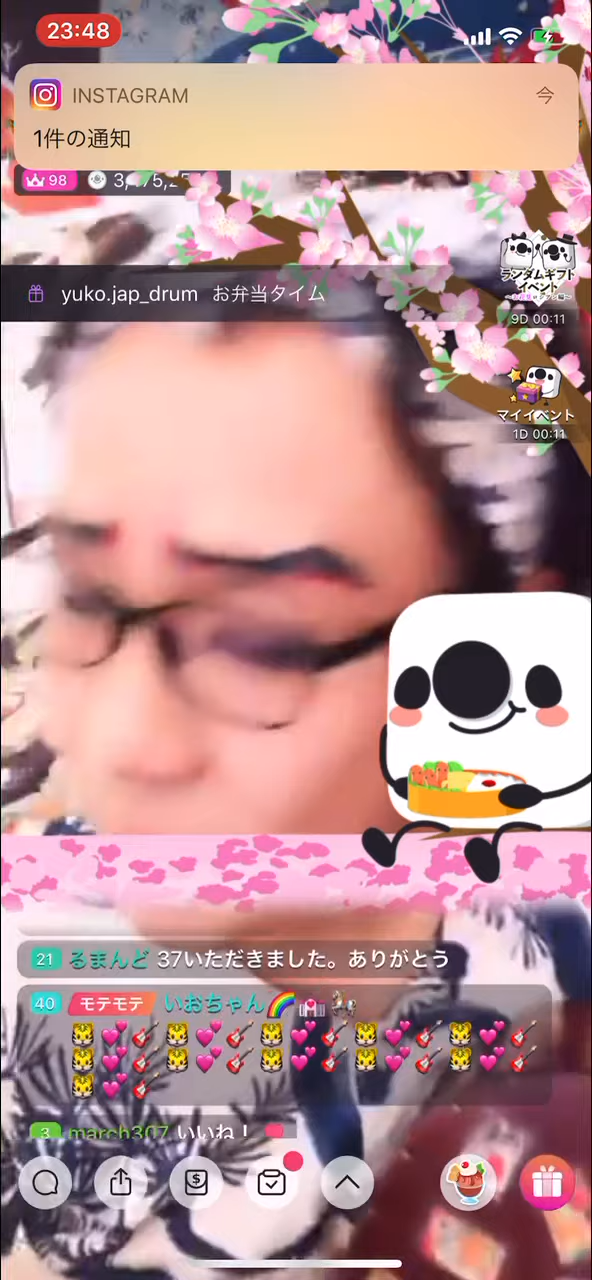 23:48
INSTAGRAM
今
1件の通知
98
yuko.jap_drum お弁当タイム
ランダムギフト
イベント
9D 00:11
マイイベント
1D 00:11
21 るまんど 37いただきました。ありがとう
40 モテモテ いおちゃん
3 march307 いいね！